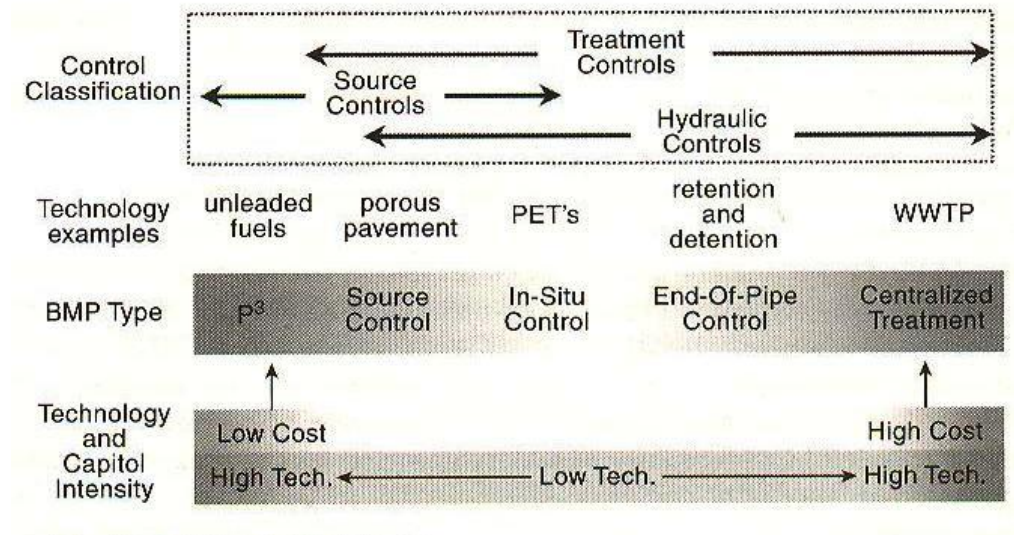 Control
Classification
Treatment
Controls
Source
Controls
Hydraulic
Controls
Technology
examples
unleaded
fuels
porous
pavement
PET's
retention
and
detention
WWTP
BMP Type
P³
Source
Control
In-Situ
Control
End-Of-Pipe
Control
Centralized
Treatment
Technology
and
Capitol
Intensity
Low Cost
High Cost
High Tech.
Low Tech.
High Tech.